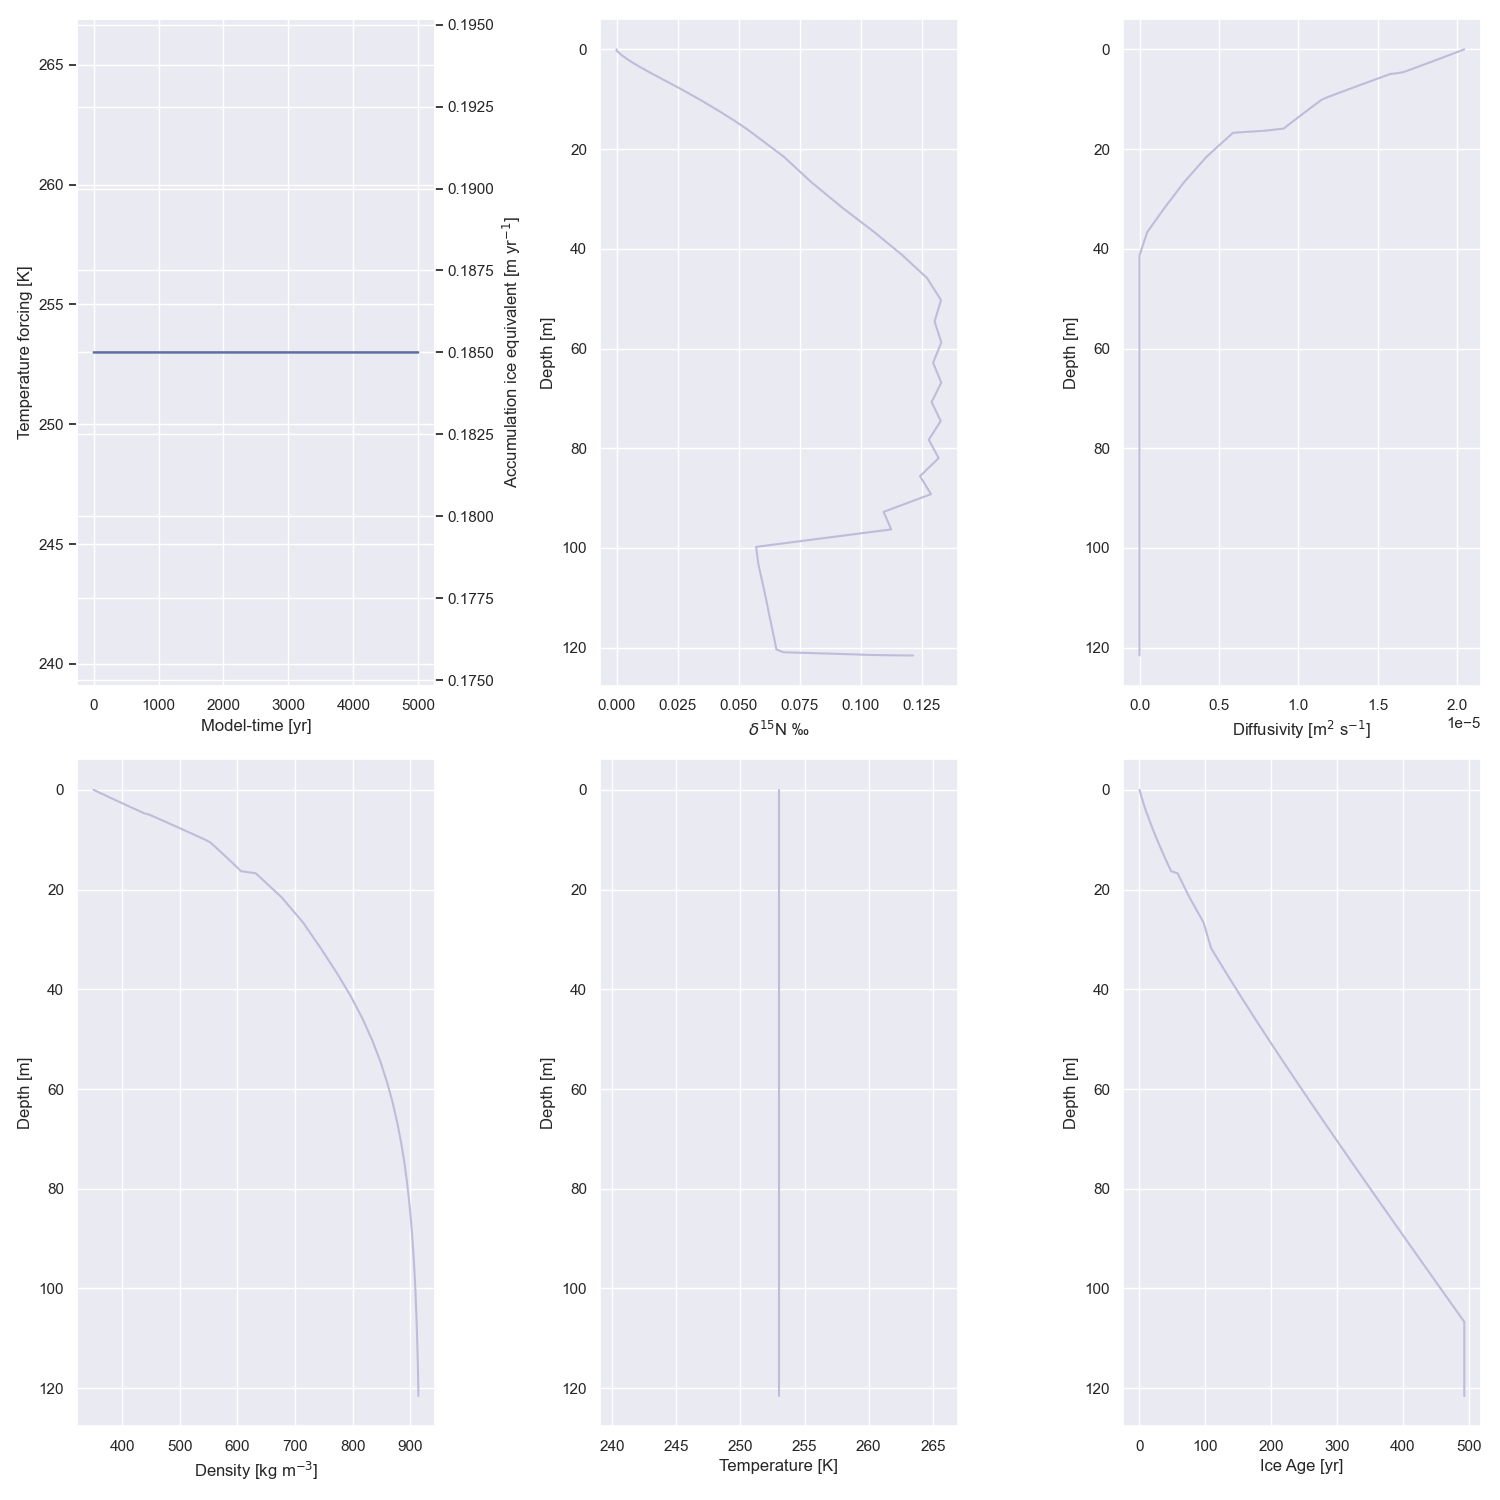 Temperature forcing [K]
265
260
255
250
245
240
0.1950
0.1925
0.1900
0.1875
0.1850
0.1825
0.1800
0.1775
0.1750
Accumulation ice equivalent [m yr⁻¹]
0 1000 2000 3000 4000 5000
Model-time [yr]
Depth [m]
0
20
40
60
80
100
120
0.000 0.025 0.050 0.075 0.100 0.125
δ¹⁵N ‰
Depth [m]
0
20
40
60
80
100
120
0.0 0.5 1.0 1.5 2.0
1e−5
Diffusivity [m² s⁻¹]
Depth [m]
0
20
40
60
80
100
120
400 500 600 700 800 900
Density [kg m⁻³]
Depth [m]
0
20
40
60
80
100
120
240 245 250 255 260 265
Temperature [K]
Depth [m]
0
20
40
60
80
100
120
0 100 200 300 400 500
Ice Age [yr]